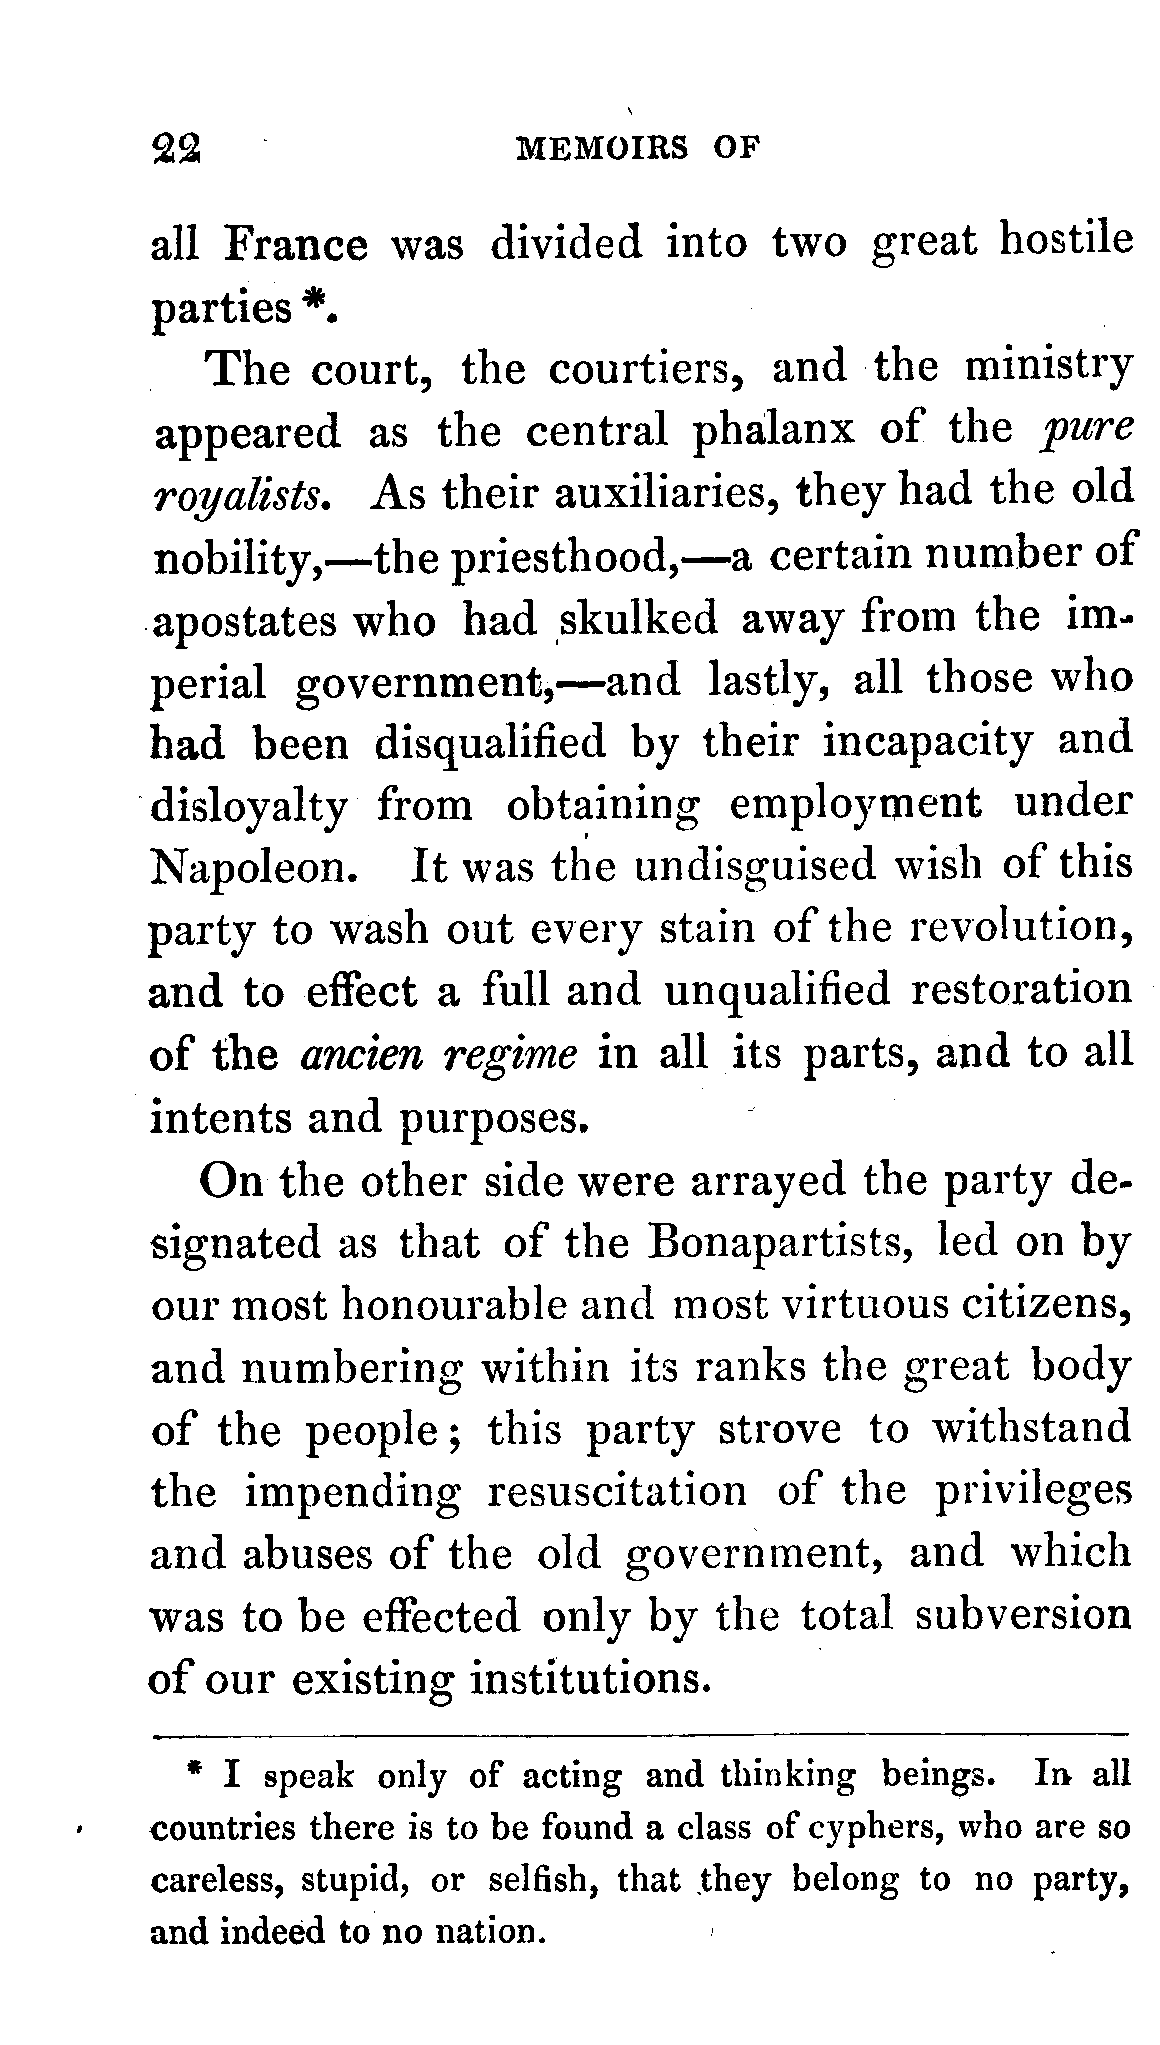 22 MEMOIRS OF
all France was divided into two great hostile
parties *.
The court, the courtiers, and the ministry
appeared as the central phalanx of the pure
royalists. As their auxiliaries, they had the old
nobility,—the priesthood,—a certain number of
apostates who had skulked away from the im-
perial government,—and lastly, all those who
had been disqualified by their incapacity and
disloyalty from obtaining employment under
Napoleon. It was the undisguised wish of this
party to wash out every stain of the revolution,
and to effect a full and unqualified restoration
of the ancien regime in all its parts, and to all
intents and purposes.
On the other side were arrayed the party de-
signated as that of the Bonapartists, led on by
our most honourable and most virtuous citizens,
and numbering within its ranks the great body
of the people; this party strove to withstand
the impending resuscitation of the privileges
and abuses of the old government, and which
was to be effected only by the total subversion
of our existing institutions.
* I speak only of acting and thinking beings. In all
countries there is to be found a class of cyphers, who are so
careless, stupid, or selfish, that they belong to no party,
and indeed to no nation.